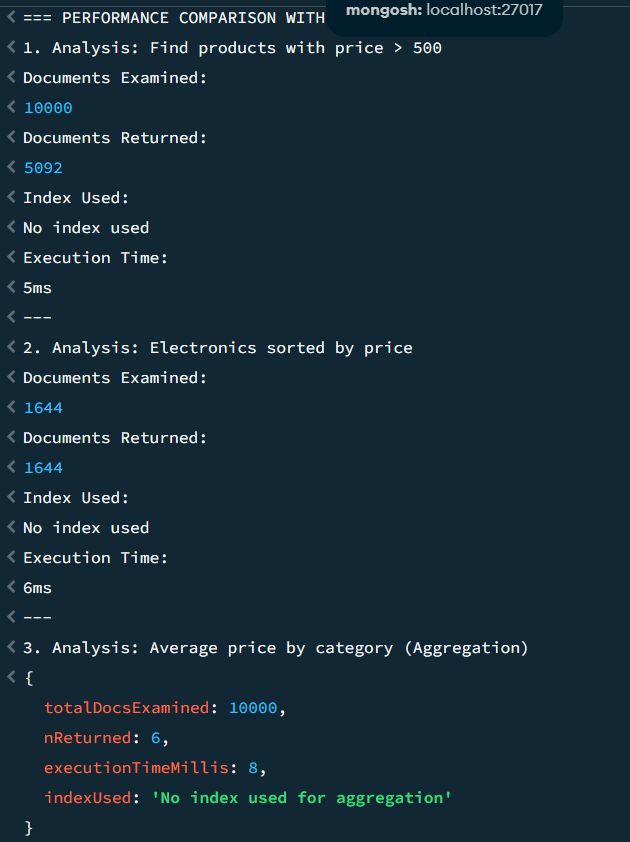 mongosh: localhost:27017
=== PERFORMANCE COMPARISON WITH
1. Analysis: Find products with price > 500
Documents Examined:
10000
Documents Returned:
5092
Index Used:
No index used
Execution Time:
5ms
---
2. Analysis: Electronics sorted by price
Documents Examined:
1644
Documents Returned:
1644
Index Used:
No index used
Execution Time:
6ms
---
3. Analysis: Average price by category (Aggregation)
{
totalDocsExamined: 10000,
nReturned: 6,
executionTimeMillis: 8,
indexUsed: 'No index used for aggregation'
}